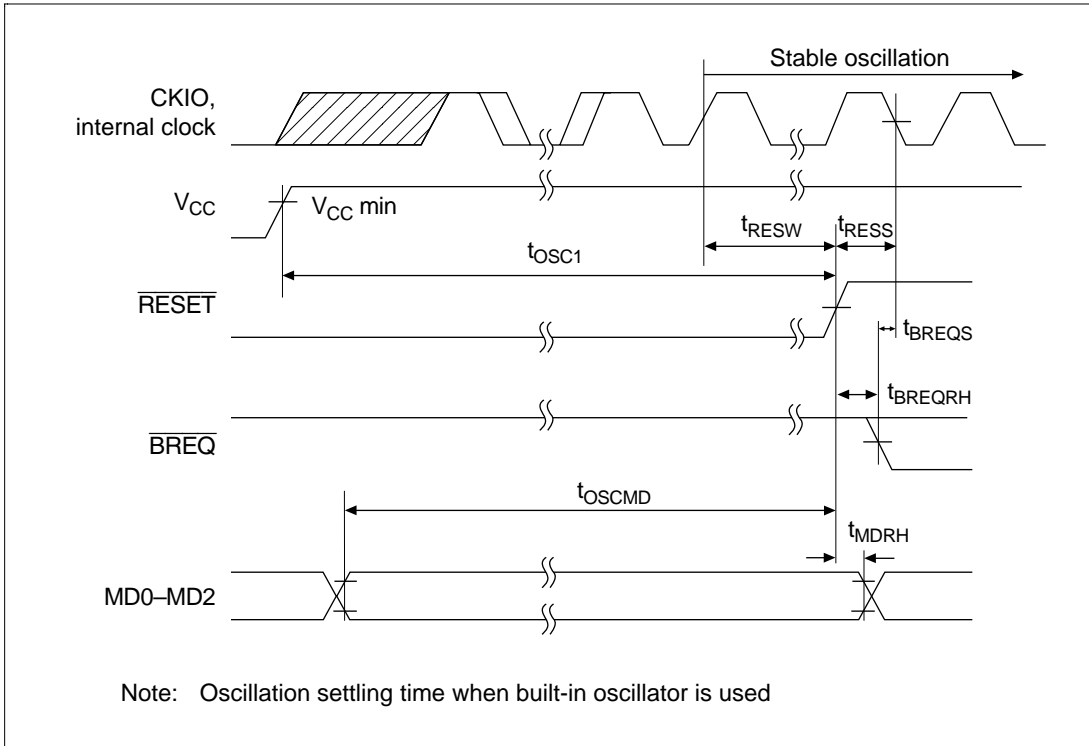 Stable oscillation
CKIO,
internal clock
VCC
VCC min
tRESW
tRESS
tOSC1
RESET
tBREQS
tBREQRH
BREQ
tOSCMD
tMDRH
MD0–MD2
Note: Oscillation settling time when built-in oscillator is used